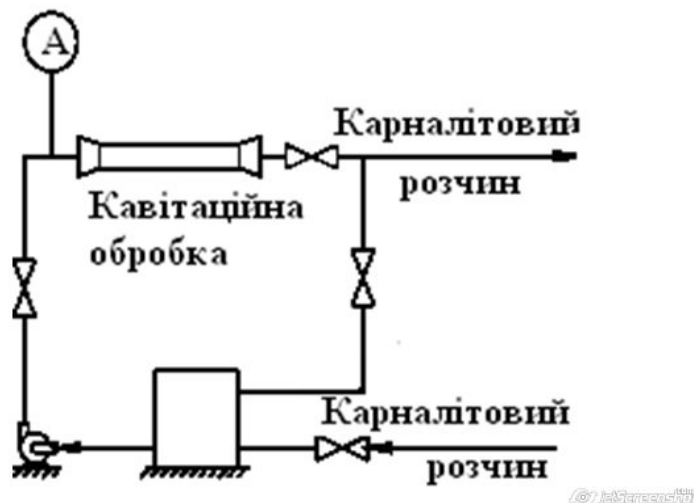 А
Карналітовий
розчин
Кавітаційна
обробка
Карналітовий
розчин